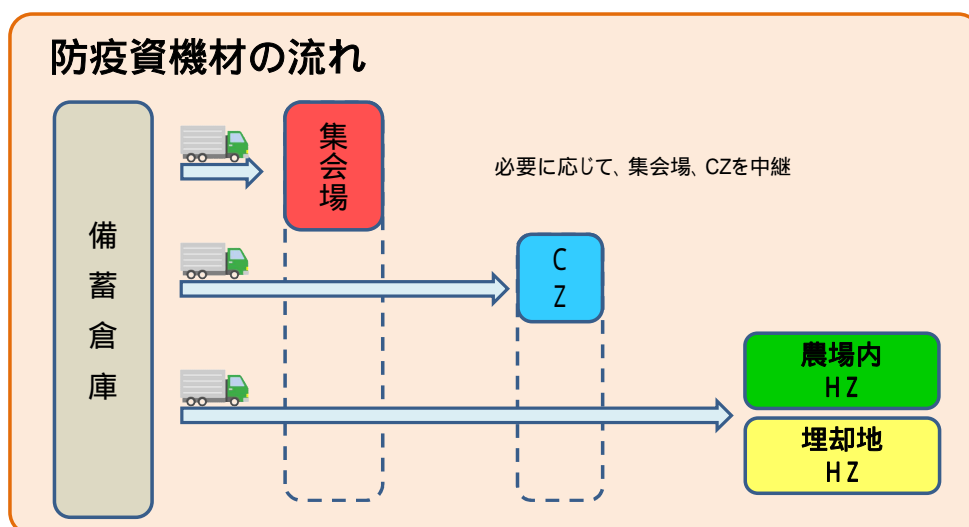 防疫資機材の流れ
備蓄倉庫
集会場
必要に応じて、集会場、CZを中継
CZ
農場内
HZ
埋却地
HZ